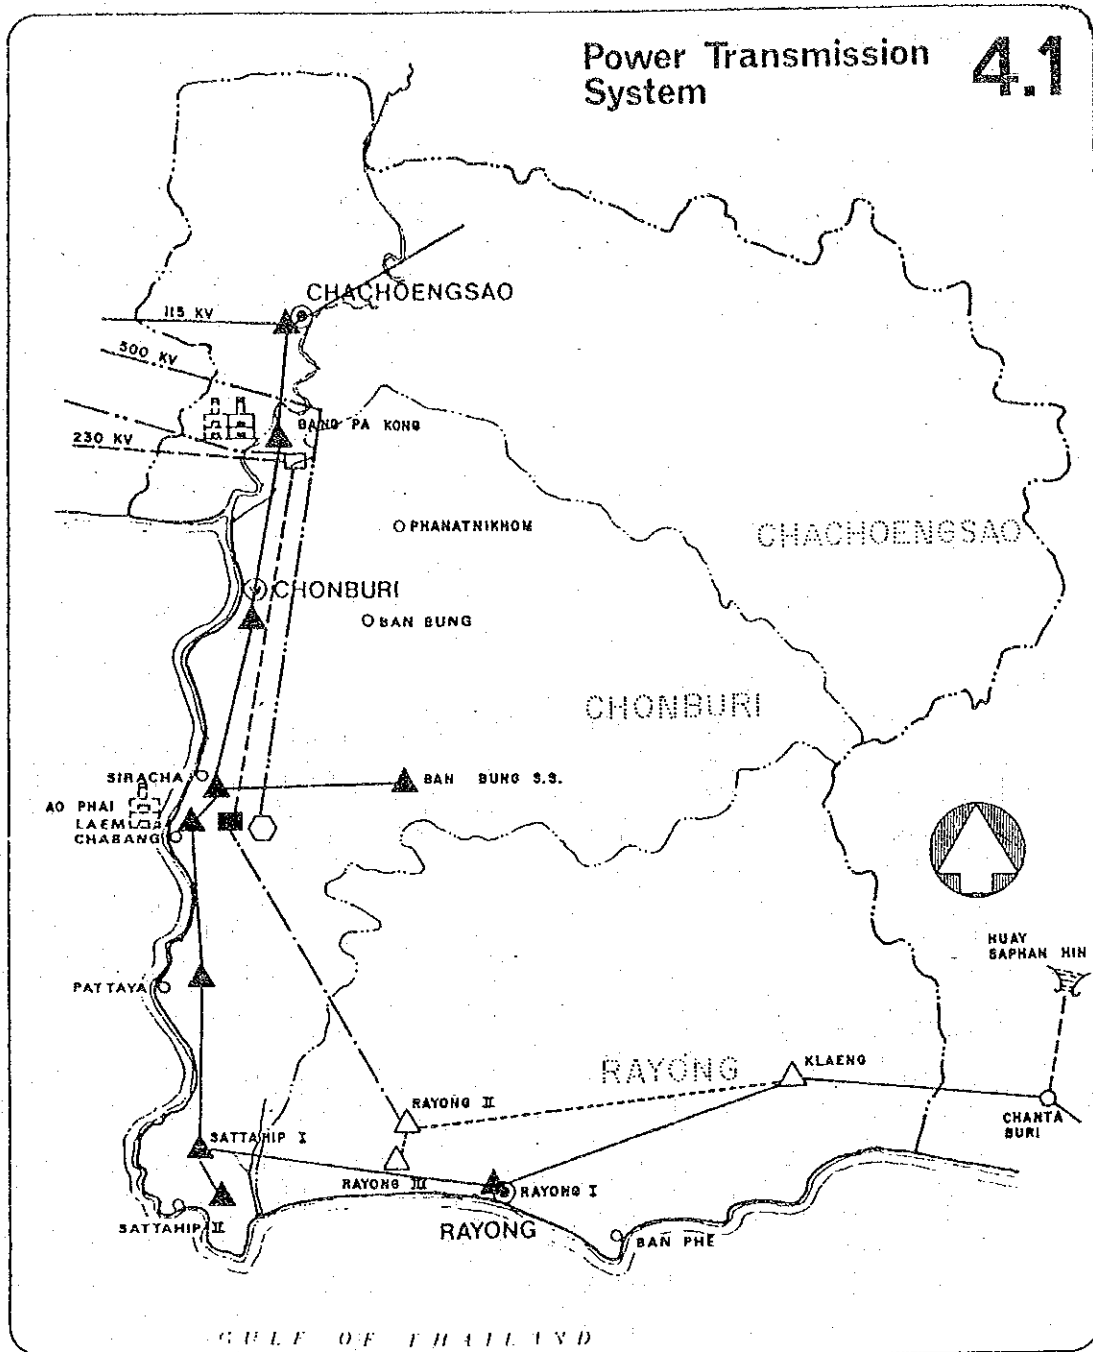 Power Transmission
System
4.1
CHACHOENGSAO
115 KV
500 KV
BANG PA KONG
230 KV
PHANATNIKHOM
CHACHOENGSAO
CHONBURI
BAN BUNG
CHONBURI
SIRACHA
BAN BUNG S.S.
AO PHAI
LAEM
CHABANG
HUAY
SAPHAN HIN
PATTAYA
RAYONG
KLAENG
RAYONG II
CHANTA
BURI
SATTAHIP I
RAYONG III
RAYONG I
SATTAHIP II
RAYONG
BAN PHE
GULF OF THAILAND